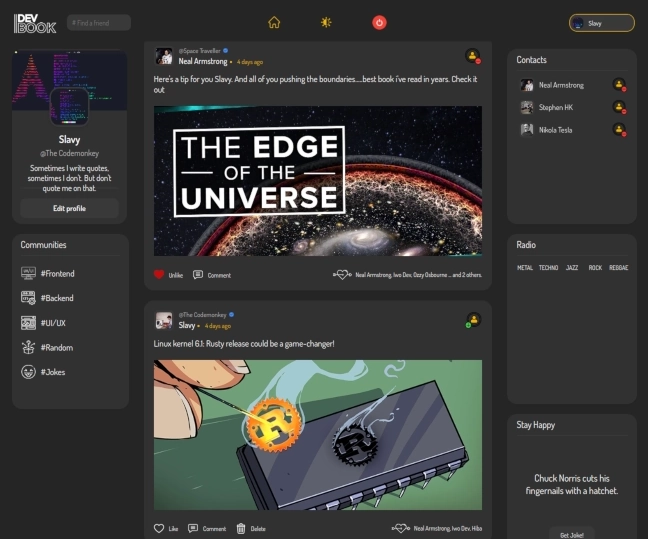 DEV
BOOK
# Find a friend
Slavy
Slavy
@The Codemonkey
Sometimes I write quotes,
sometimes I don't. But don't
quote me on that.
Edit profile
Communities
#Frontend
#Backend
#UI/UX
#Random
#Jokes
@Space Traveller
Neal Armstrong • 4 days ago
Here's a tip for you Slavy. And all of you pushing the boundaries....best book i've read in years. Check it
out
THE EDGE
OF THE
UNIVERSE
Unlike
Comment
Neal Armstrong, Iwo Dev, Ozzy Osbourne ...and 2 others.
@The Codemonkey
Slavy • 4 days ago
Linux kernel 6.1: Rusty release could be a game-changer!
R
R
Like
Comment
Delete
Neal Armstrong, Iwo Dev, Hiba
Contacts
Neal Armstrong
Stephen HK
Nikola Tesla
Radio
METAL TECHNO JAZZ ROCK REGGAE
Stay Happy
Chuck Norris cuts his
fingernails with a hatchet.
Get Joke!